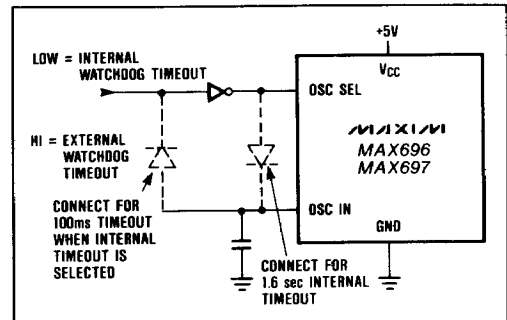 +5V
LOW = INTERNAL
WATCHDOG TIMEOUT
VCC
OSC SEL
HI = EXTERNAL
WATCHDOG
TIMEOUT
MAXIM
MAX696
MAX697
CONNECT FOR
100ms TIMEOUT
WHEN INTERNAL
TIMEOUT IS
SELECTED
OSC IN
GND
CONNECT FOR
1.6 sec INTERNAL
TIMEOUT